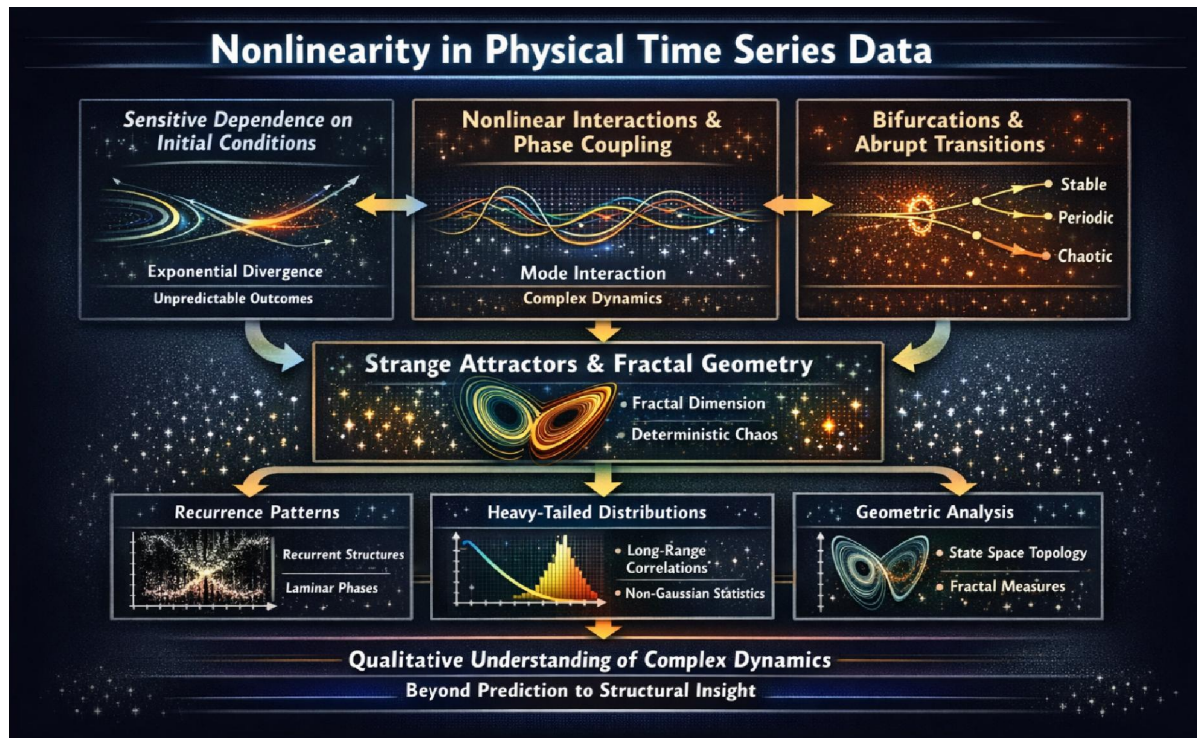 Nonlinearity in Physical Time Series Data
Sensitive Dependence on
Initial Conditions
Exponential Divergence
Unpredictable Outcomes
Nonlinear Interactions &
Phase Coupling
Mode Interaction
Complex Dynamics
Bifurcations &
Abrupt Transitions
Stable
Periodic
Chaotic
Strange Attractors & Fractal Geometry
Fractal Dimension
Deterministic Chaos
Recurrence Patterns
Recurrent Structures
Laminar Phases
Heavy-Tailed Distributions
Long-Range
Correlations
Non-Gaussian Statistics
Geometric Analysis
State Space Topology
Fractal Measures
Qualitative Understanding of Complex Dynamics
Beyond Prediction to Structural Insight